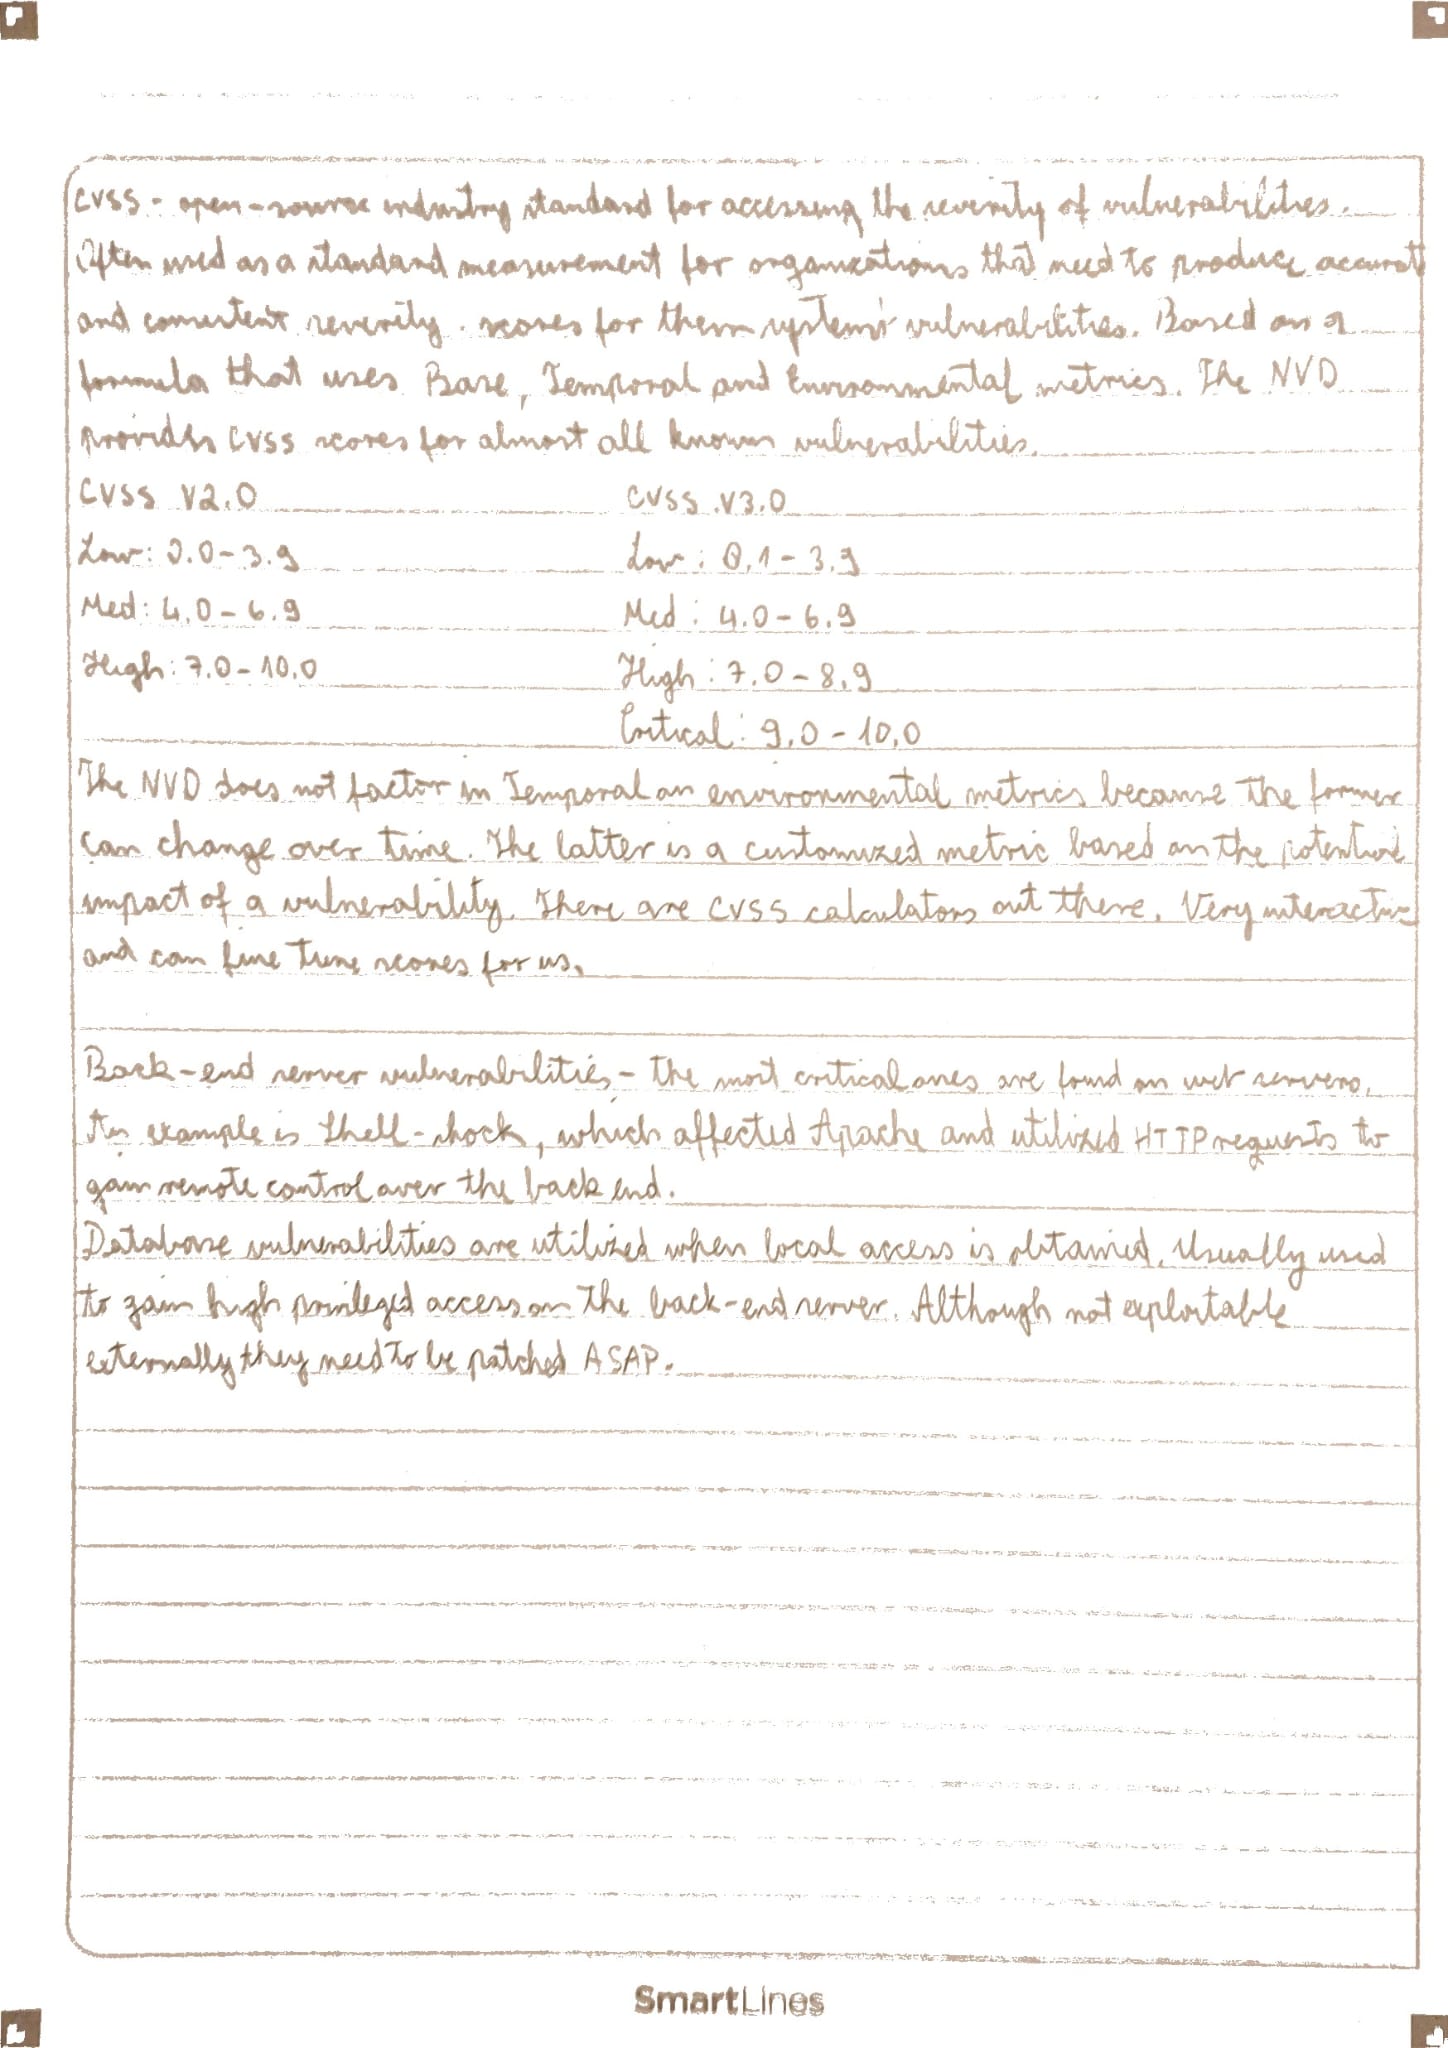 CVSS - open-source industry standard for accessing the severity of vulnerabilities.
Often used as a standard measurement for organizations that need to produce accurat
and consistent severity scores for them systems' vulnerabilities. Based on a
formula that uses Base, Temporal and Environmental metrics. The NVD
provides CVSS scores for almost all known vulnerabilities.
CVSS V2.0 CVSS V3.0
Low: 0.0-3.9 Low: 0.1-3.9
Med: 4.0-6.9 Med: 4.0-6.9
High: 7.0-10.0 High: 7.0-8.9
Critical: 9.0-10.0
The NVD does not factor in Temporal an environmental metrics because the former
can change over time. The latter is a customized metric based on the potential
impact of a vulnerability. There are CVSS calculators out there. Very interactive
and can fine tune scores for us.
Back-end server vulnerabilities - the most critical ones are found on web servers.
An example is Shell-shock, which affected Apache and utilized HTTP requests to
gain remote control over the back end.
Database vulnerabilities are utilized when local access is obtained. Usually used
to gain high privileged access on the back-end server. Although not exploitable
externally they need to be patched ASAP.
SmartLines